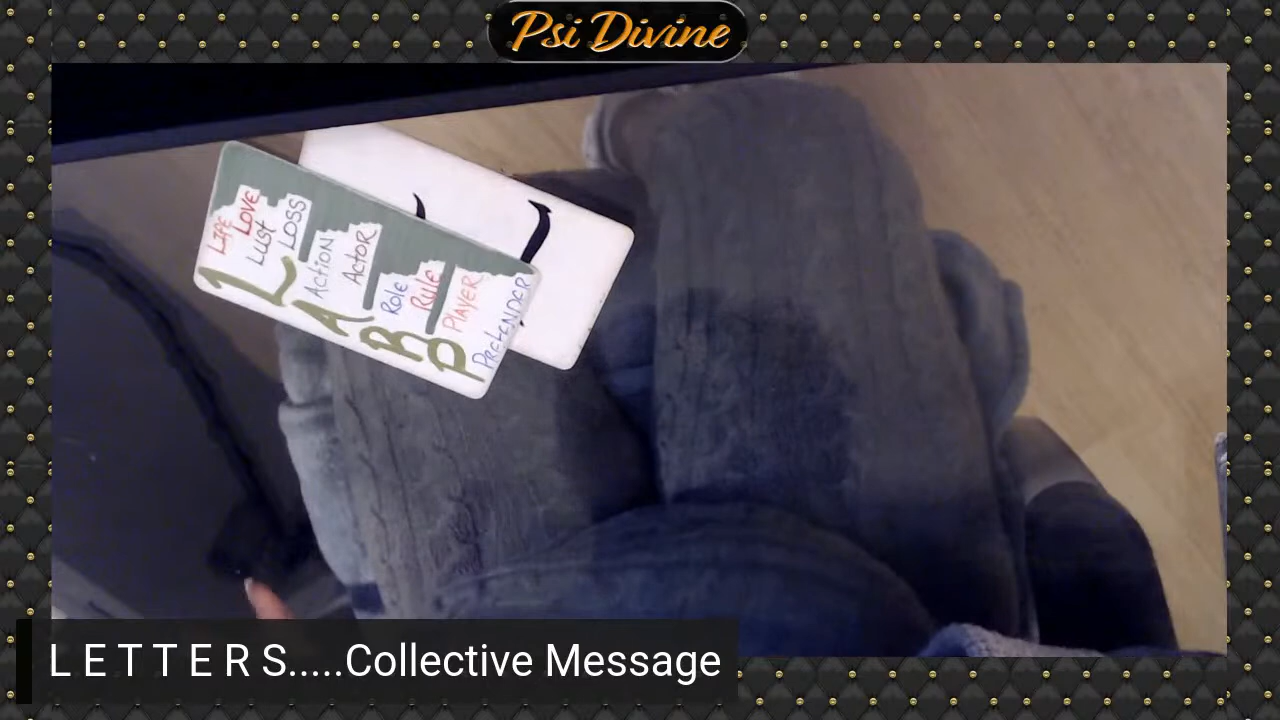 Psi Divine
LIFE
LOVE
LUST
LOSS
ACTION
ACTOR
Role
RULE
PLAYER
PRETENDER
L
A
R
P
L E T T E R S.....Collective Message